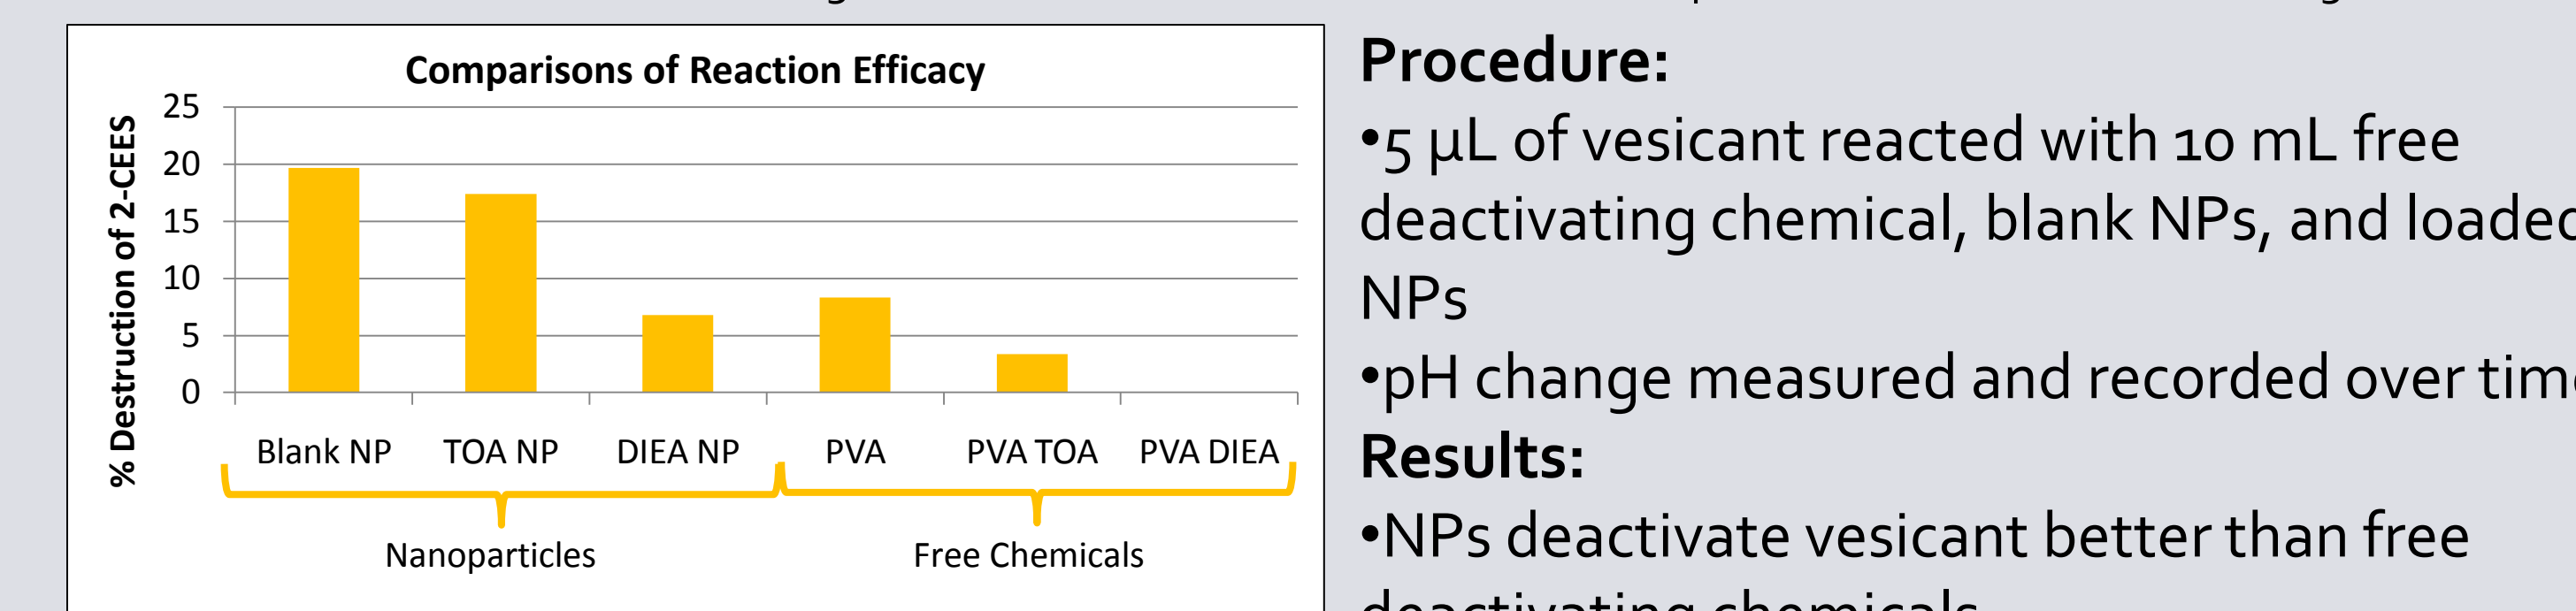 Comparisons of Reaction Efficacy
% Destruction of 2-CEES
25
20
15
10
5
0
Blank NP TOA NP DIEA NP PVA PVA TOA PVA DIEA
Nanoparticles Free Chemicals
Procedure:
•5 µL of vesicant reacted with 10 mL free
deactivating chemical, blank NPs, and loaded
NPs
•pH change measured and recorded over time
Results:
•NPs deactivate vesicant better than free
deactivating chemicals